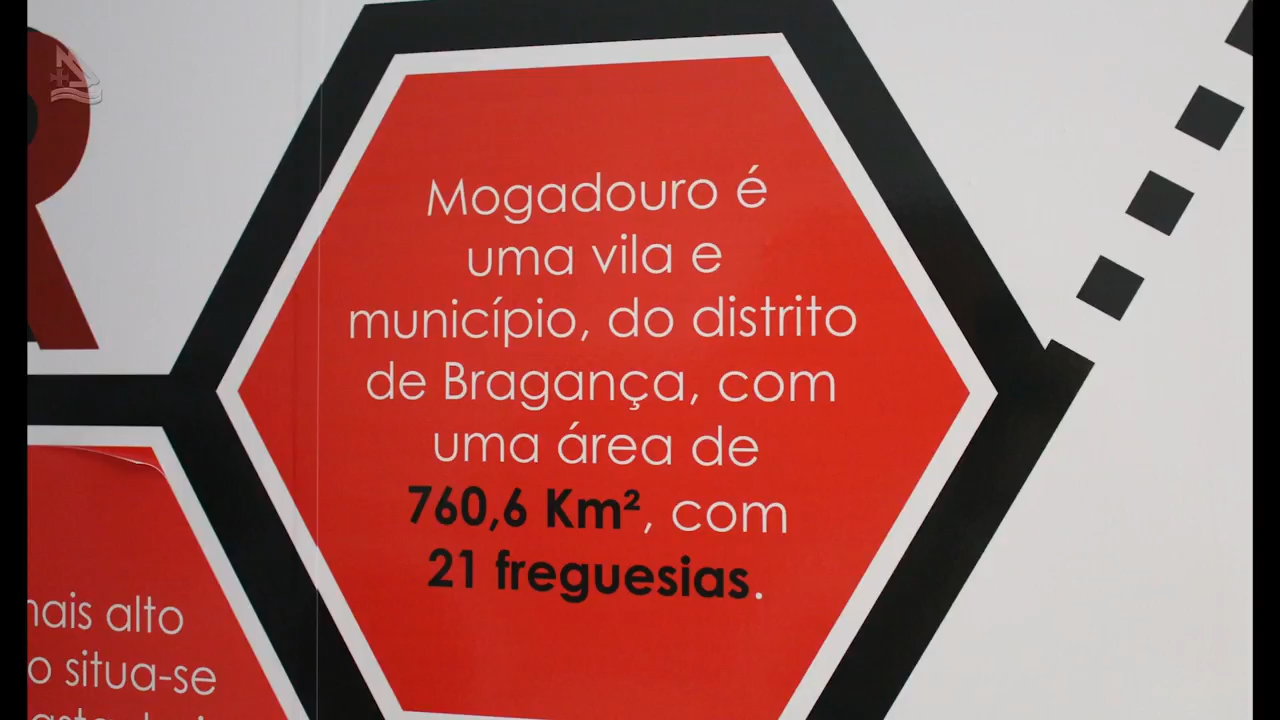 R
Mogadouro é
uma vila e
município, do distrito
de Bragança, com
uma área de
760,6 Km², com
21 freguesias.
alto
situa-se